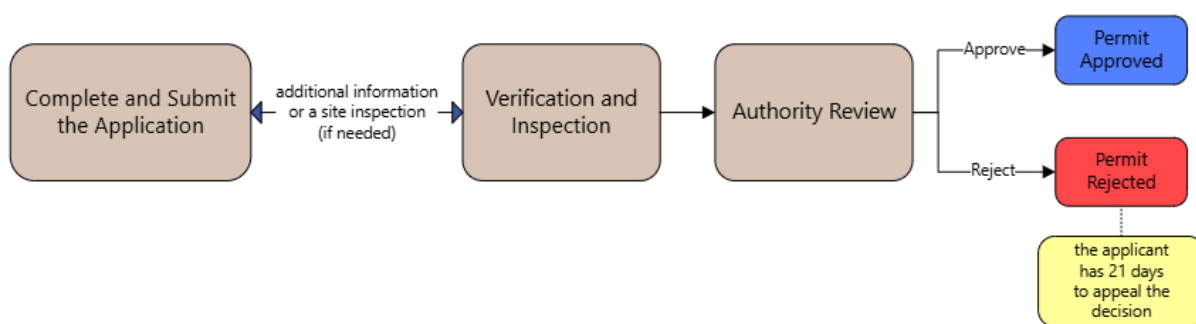 Complete and Submit
the Application
additional information
or a site inspection
(if needed)
Verification and
Inspection
Authority Review
Approve
Permit
Approved
Reject
Permit
Rejected
the applicant
has 21 days
to appeal the
decision